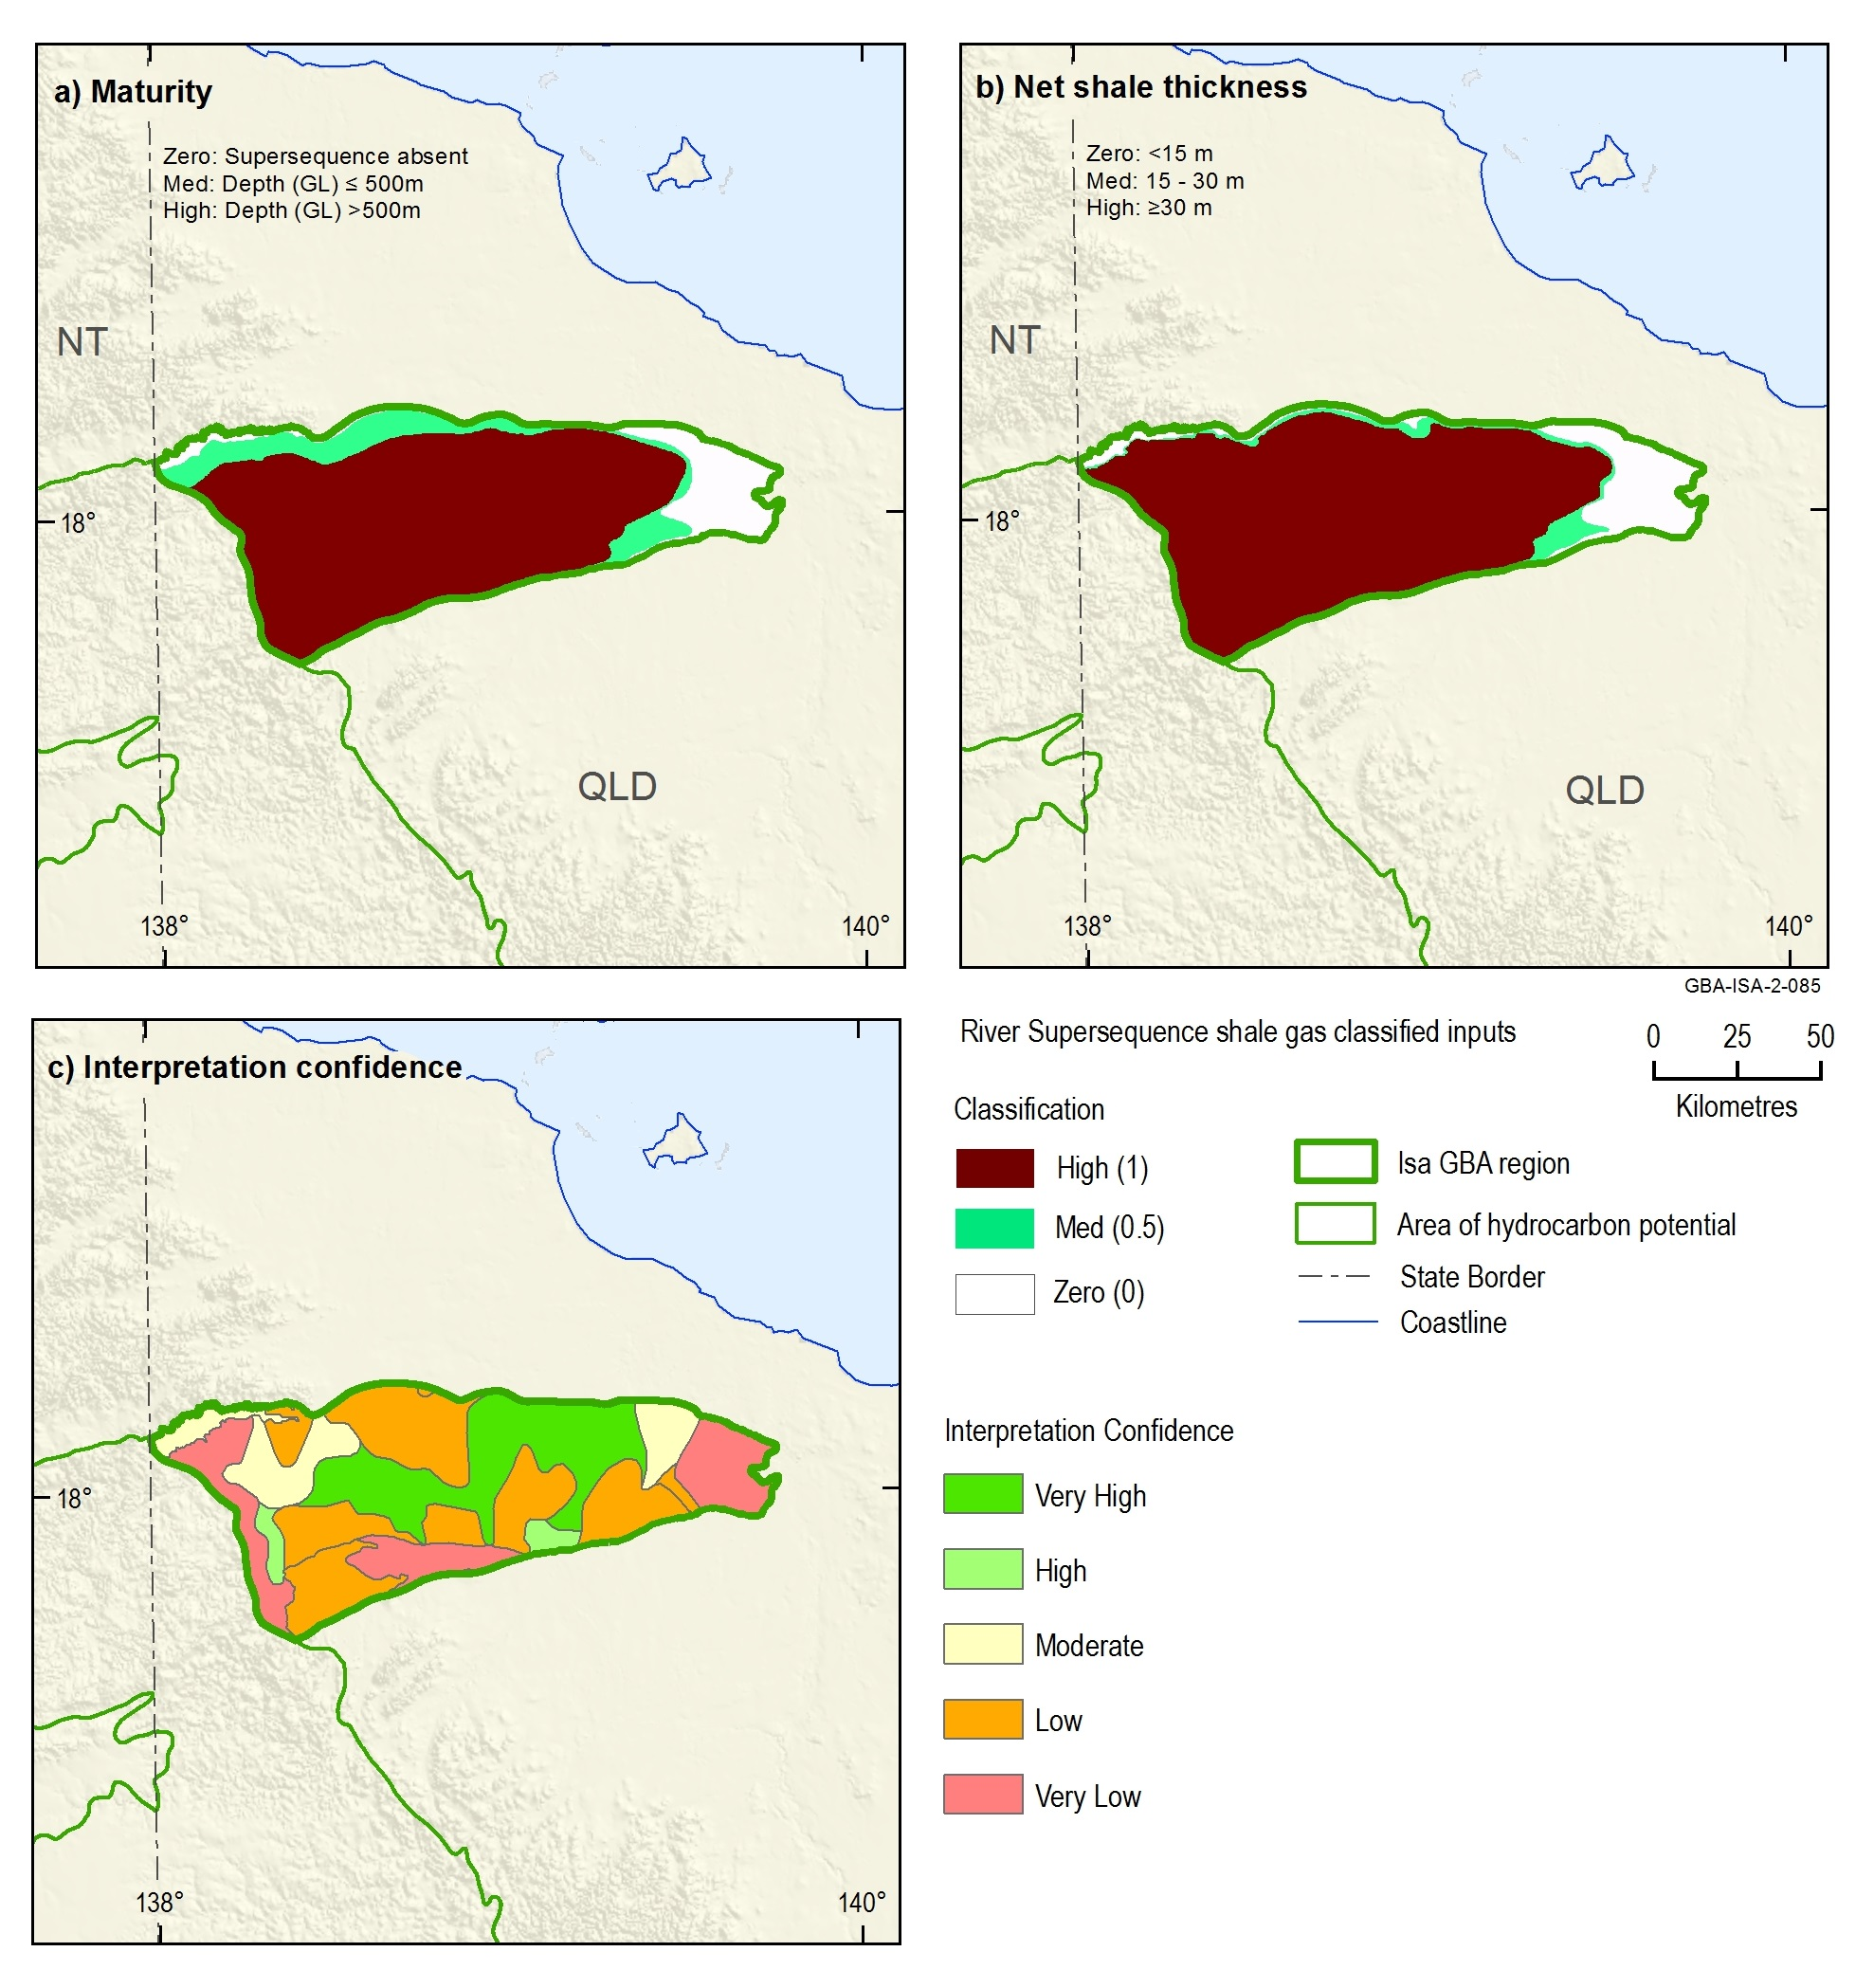 a) Maturity
Zero: Supersequence absent
Med: Depth (GL) ≤ 500m
High: Depth (GL) >500m
NT
18°
QLD
138°
140°
b) Net shale thickness
Zero: <15 m
Med: 15 - 30 m
High: ≥30 m
NT
18°
QLD
138°
140°
GBA-ISA-2-085
c) Interpretation confidence
18°
138°
140°
River Supersequence shale gas classified inputs
0 25 50
Kilometres
Classification
High (1)
Med (0.5)
Zero (0)
Isa GBA region
Area of hydrocarbon potential
State Border
Coastline
Interpretation Confidence
Very High
High
Moderate
Low
Very Low